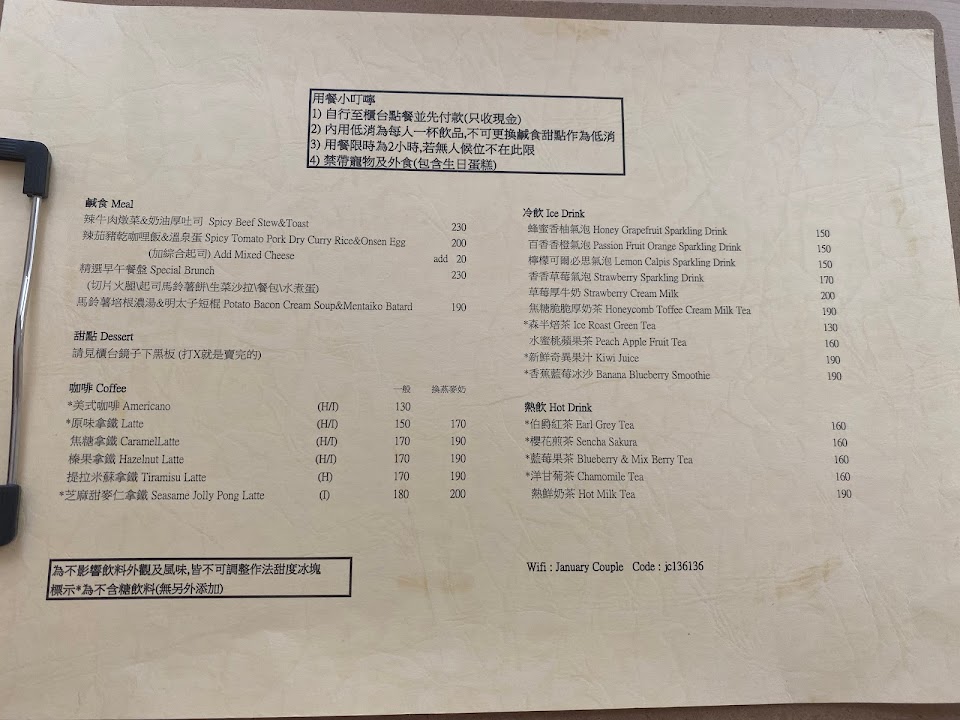 用餐小叮嚀
1) 自行至櫃台點餐並先付款(只收現金)
2) 內用低消為每人一杯飲品,不可更換鹹食甜點作為低消
3) 用餐限時為2小時,若無人候位不在此限
4) 禁帶寵物及外食(包含生日蛋糕)
鹹食 Meal
辣牛肉燉菜&奶油厚吐司 Spicy Beef Stew&Toast 230
辣茄豬乾咖哩飯&溫泉蛋 Spicy Tomato Pork Dry Curry Rice&Onsen Egg 200
(加綜合起司) Add Mixed Cheese add 20
精選早午餐盤 Special Brunch 230
(切片火腿\起司馬鈴薯餅\生菜沙拉\餐包\水煮蛋)
馬鈴薯培根濃湯&明太子短棍 Potato Bacon Cream Soup&Mentaiko Batard 190
甜點 Dessert
請見櫃台鏡子下黑板 (打X就是賣完的)
咖啡 Coffee 一般 換燕麥奶
*美式咖啡 Americano (H/I) 130
*原味拿鐵 Latte (H/I) 150 170
焦糖拿鐵 CaramelLatte (H/I) 170 190
榛果拿鐵 Hazelnut Latte (H/I) 170 190
提拉米蘇拿鐵 Tiramisu Latte (H) 170 190
*芝麻甜麥仁拿鐵 Seasame Jolly Pong Latte (I) 180 200
為不影響飲料外觀及風味,皆不可調整作法甜度冰塊
標示*為不含糖飲料(無另外添加)
冷飲 Ice Drink
蜂蜜香柚氣泡 Honey Grapefruit Sparkling Drink 150
百香香橙氣泡 Passion Fruit Orange Sparkling Drink 150
檸檬可爾必思氣泡 Lemon Calpis Sparkling Drink 150
香香草莓氣泡 Strawberry Sparkling Drink 170
草莓厚牛奶 Strawberry Cream Milk 200
焦糖脆脆厚奶茶 Honeycomb Toffee Cream Milk Tea 190
*森半焙茶 Ice Roast Green Tea 130
水蜜桃蘋果茶 Peach Apple Fruit Tea 160
*新鮮奇異果汁 Kiwi Juice 190
*香蕉藍莓冰沙 Banana Blueberry Smoothie 190
熱飲 Hot Drink
*伯爵紅茶 Earl Grey Tea 160
*櫻花煎茶 Sencha Sakura 160
*藍莓果茶 Blueberry & Mix Berry Tea 160
*洋甘菊茶 Chamomile Tea 160
熱鮮奶茶 Hot Milk Tea 190
Wifi : January Couple Code : jc136136